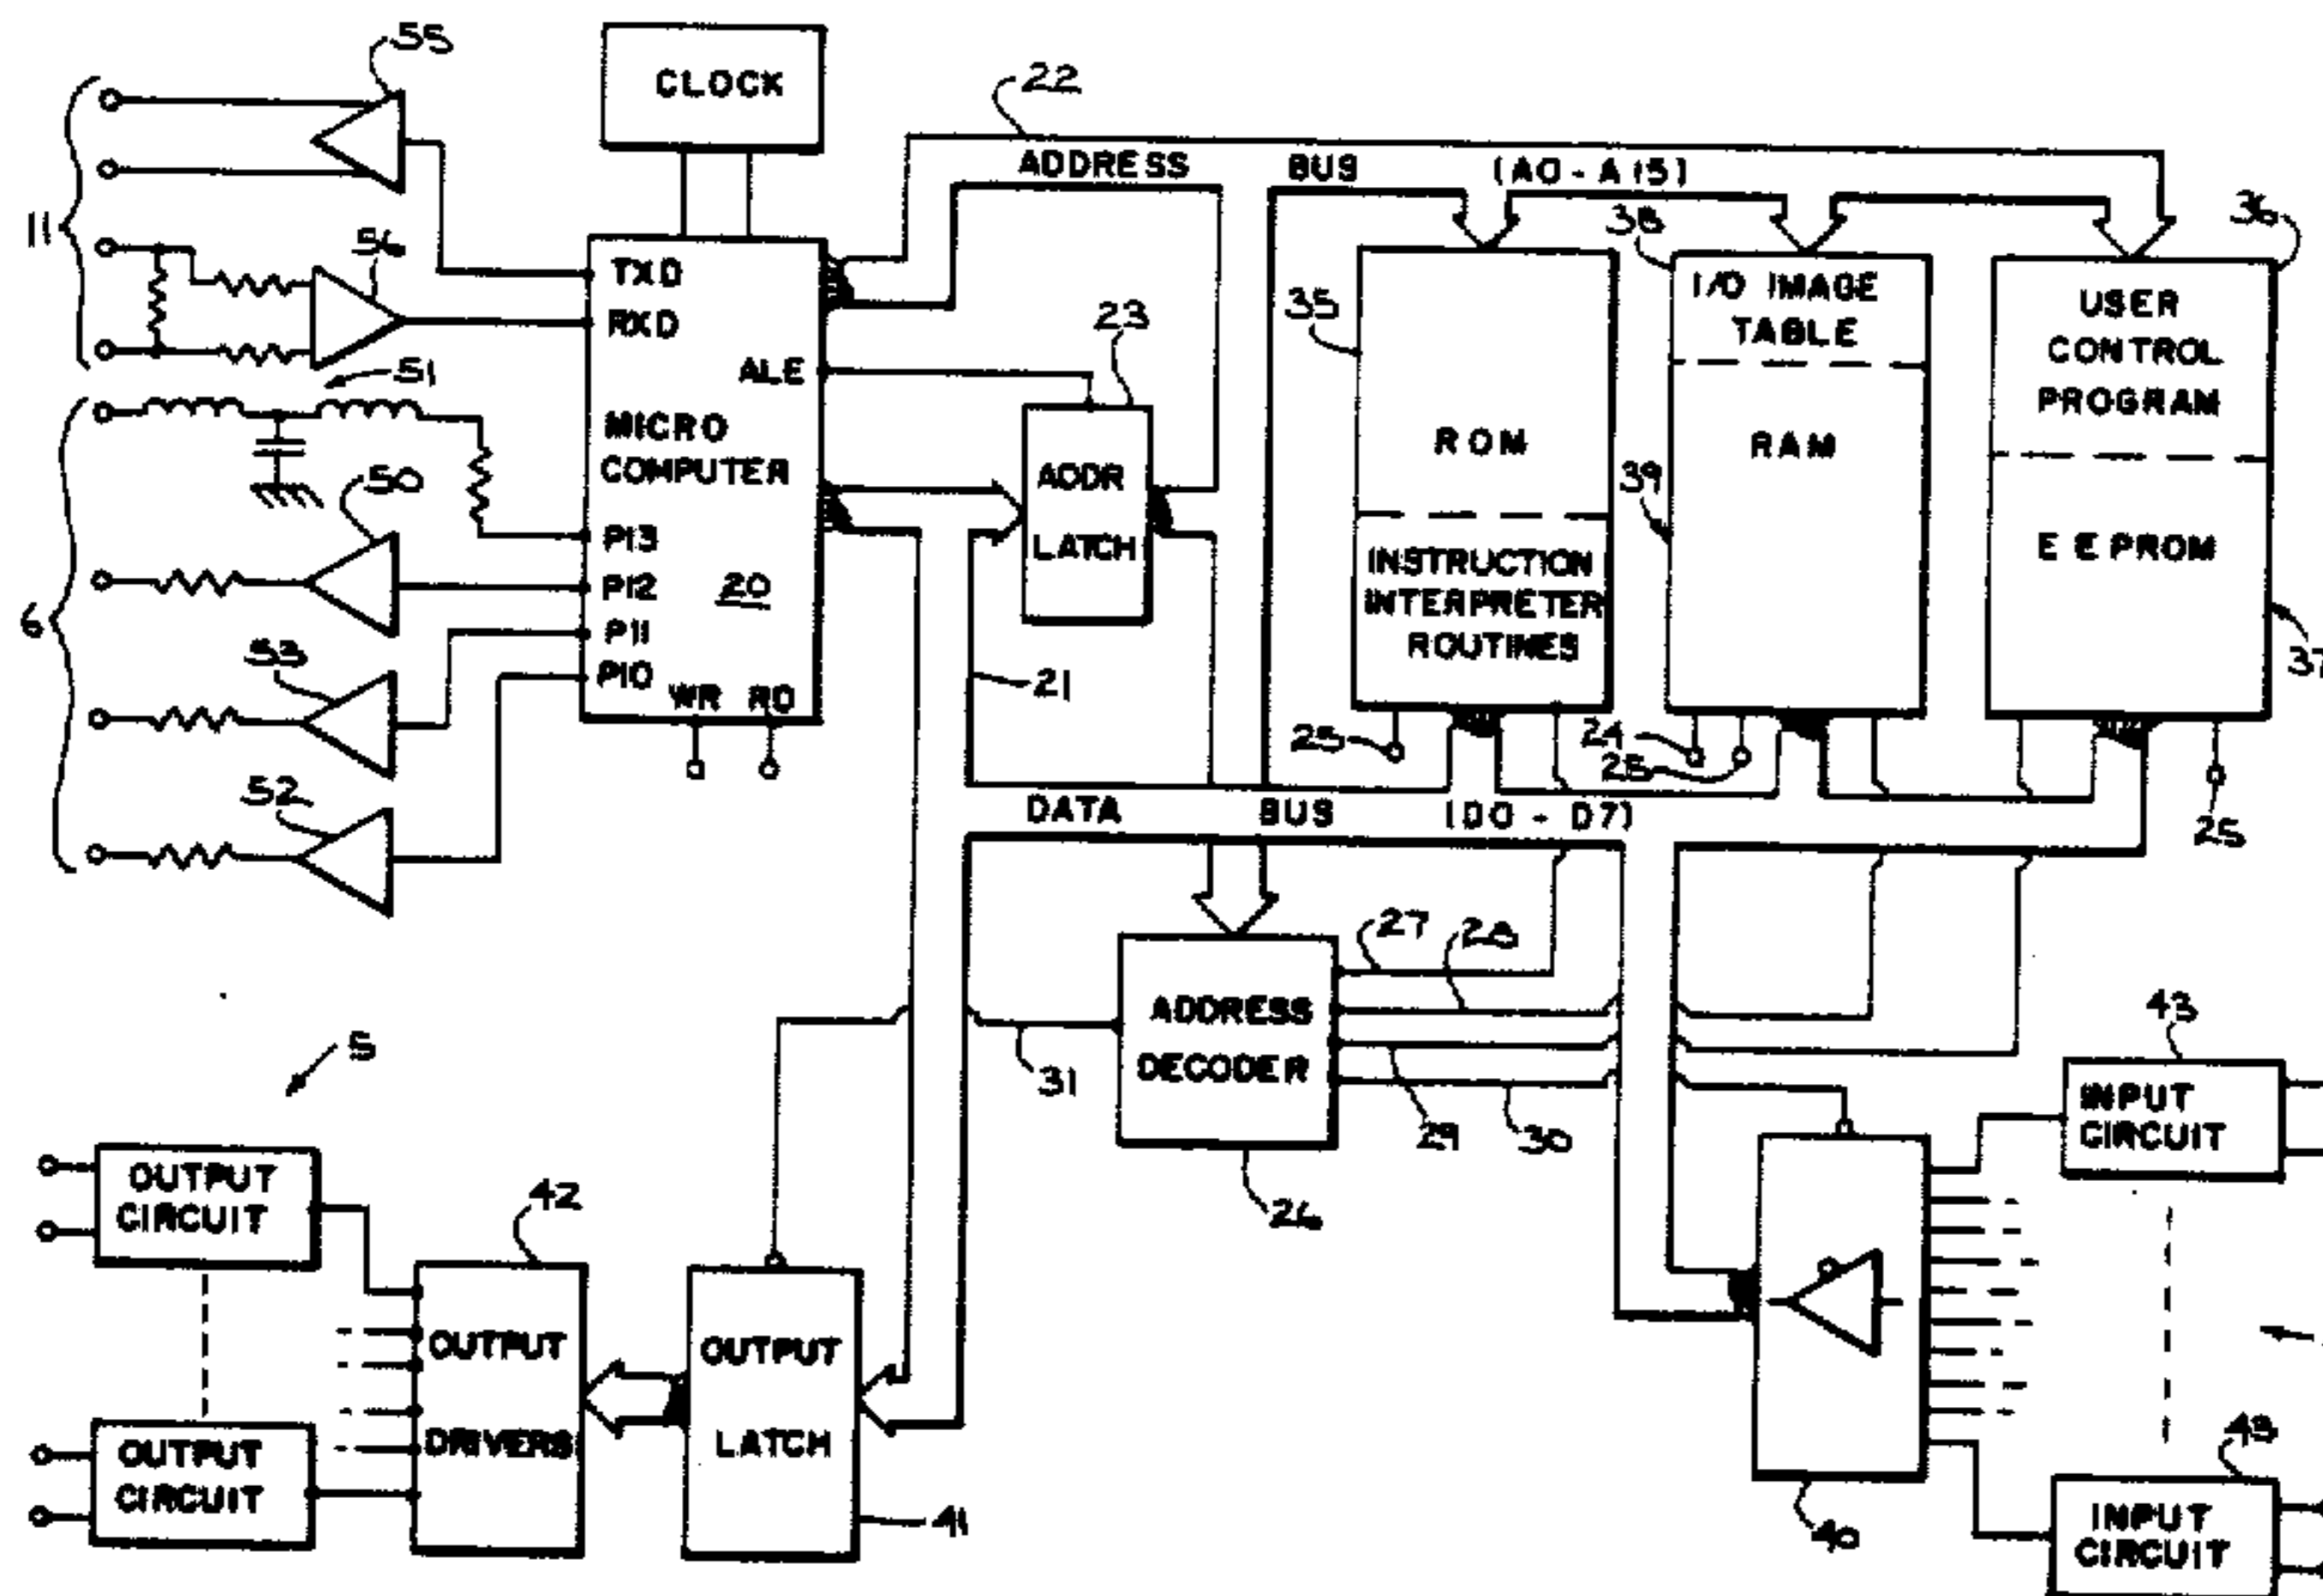 55
CLOCK
22
ADDRESS BUS (A0 - A15)
11
56
TXD
RXD
ALE
23
35
38
I/O IMAGE
TABLE
36
USER
CONTROL
PROGRAM
51
MICRO
COMPUTER
20
ADDR
LATCH
ROM
39
RAM
EEPROM
37
50
P13
P12
P11
P10
WR RD
INSTRUCTION
INTERPRETER
ROUTINES
6
53
52
21
25
24
25
25
DATA BUS (D0 - D7)
27
28
ADDRESS
DECODER
31
29
30
26
43
INPUT
CIRCUIT
5
OUTPUT
CIRCUIT
42
OUTPUT
DRIVERS
OUTPUT
LATCH
41
OUTPUT
CIRCUIT
40
43
INPUT
CIRCUIT